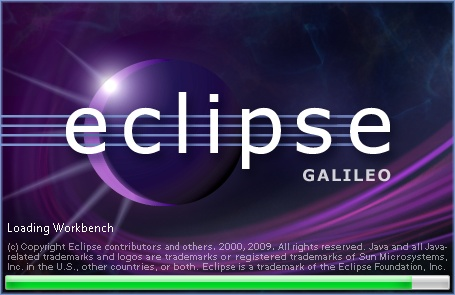 eclipse
GALILEO
Loading Workbench
(c) Copyright Eclipse contributors and others, 2000, 2009. All rights reserved. Java and all Java-
related trademarks and logos are trademarks or registered trademarks of Sun Microsystems,
Inc. in the U.S., other countries, or both. Eclipse is a trademark of the Eclipse Foundation, Inc.